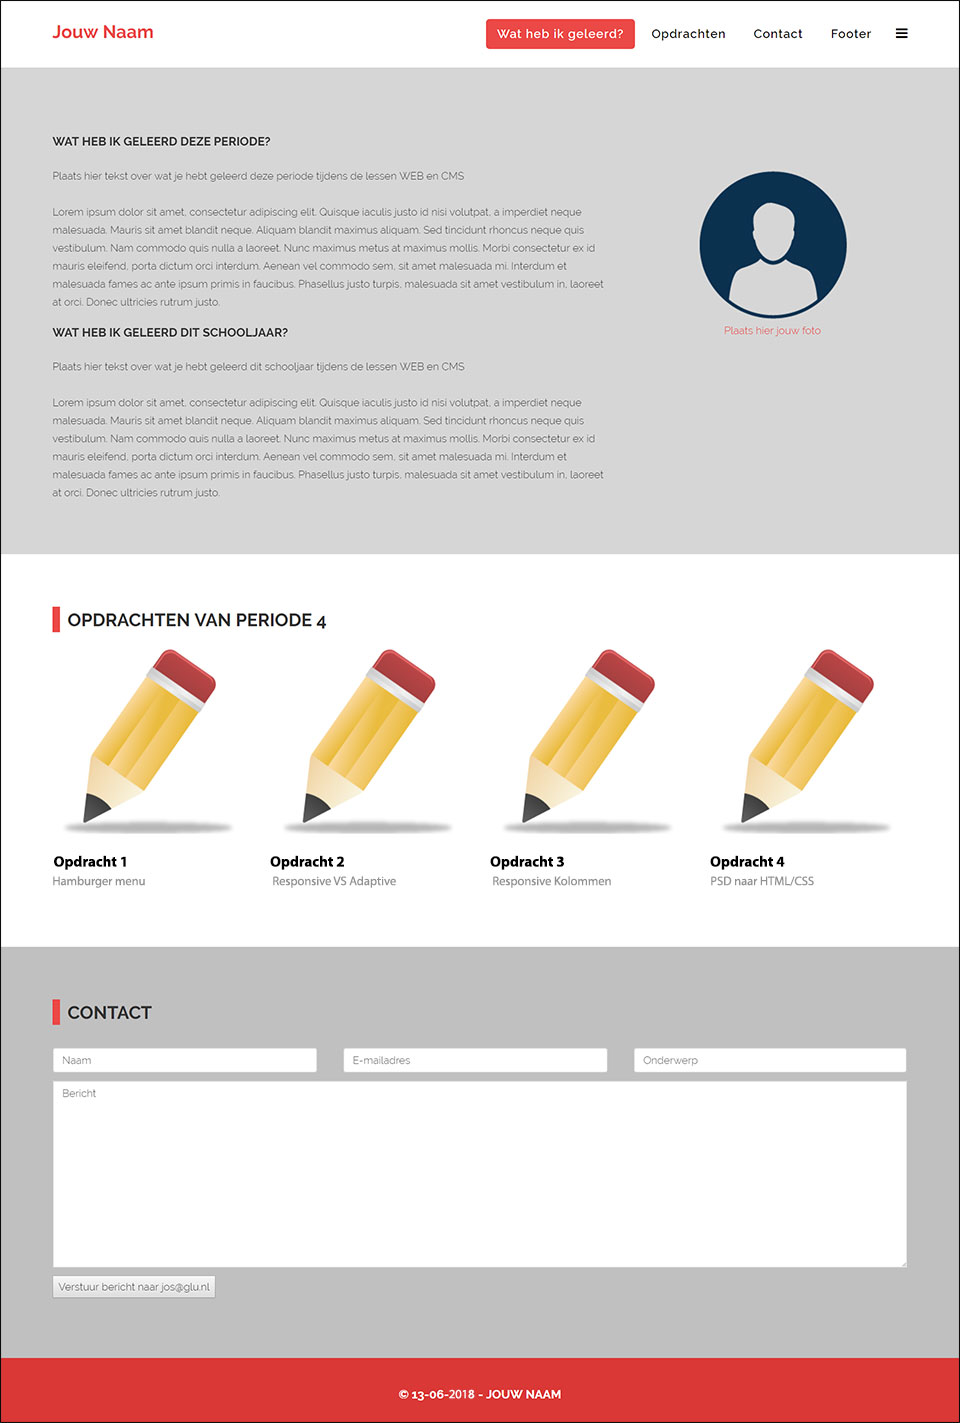 Jouw Naam
Wat heb ik geleerd? Opdrachten Contact Footer
WAT HEB IK GELEERD DEZE PERIODE?
Plaats hier tekst over wat je hebt geleerd deze periode tijdens de lessen WEB en CMS
Lorem ipsum dolor sit amet, consectetur adipiscing elit. Quisque iaculis justo id nisi volutpat, a imperdiet neque
malesuada. Mauris sit amet blandit neque. Aliquam blandit maximus aliquam. Sed tincidunt rhoncus neque quis
vestibulum. Nam commodo quis nulla a laoreet. Nunc maximus metus at maximus mollis. Morbi consectetur ex id
mauris eleifend, porta dictum orci interdum. Aenean vel commodo sem, sit amet malesuada mi. Interdum et
malesuada fames ac ante ipsum primis in faucibus. Phasellus justo turpis, malesuada sit amet vestibulum in, laoreet
at orci. Donec ultricies rutrum justo.
Plaats hier jouw foto
WAT HEB IK GELEERD DIT SCHOOLJAAR?
Plaats hier tekst over wat je hebt geleerd dit schooljaar tijdens de lessen WEB en CMS
Lorem ipsum dolor sit amet, consectetur adipiscing elit. Quisque iaculis justo id nisi volutpat, a imperdiet neque
malesuada. Mauris sit amet blandit neque. Aliquam blandit maximus aliquam. Sed tincidunt rhoncus neque quis
vestibulum. Nam commodo quis nulla a laoreet. Nunc maximus metus at maximus mollis. Morbi consectetur ex id
mauris eleifend, porta dictum orci interdum. Aenean vel commodo sem, sit amet malesuada mi. Interdum et
malesuada fames ac ante ipsum primis in faucibus. Phasellus justo turpis, malesuada sit amet vestibulum in, laoreet
at orci. Donec ultricies rutrum justo.
OPDRACHTEN VAN PERIODE 4
Opdracht 1
Hamburger menu
Opdracht 2
Responsive VS Adaptive
Opdracht 3
Responsive Kolommen
Opdracht 4
PSD naar HTML/CSS
CONTACT
Naam
E-mailadres
Onderwerp
Bericht
Verstuur bericht naar jos@glu.nl
© 13-06-2018 - JOUW NAAM